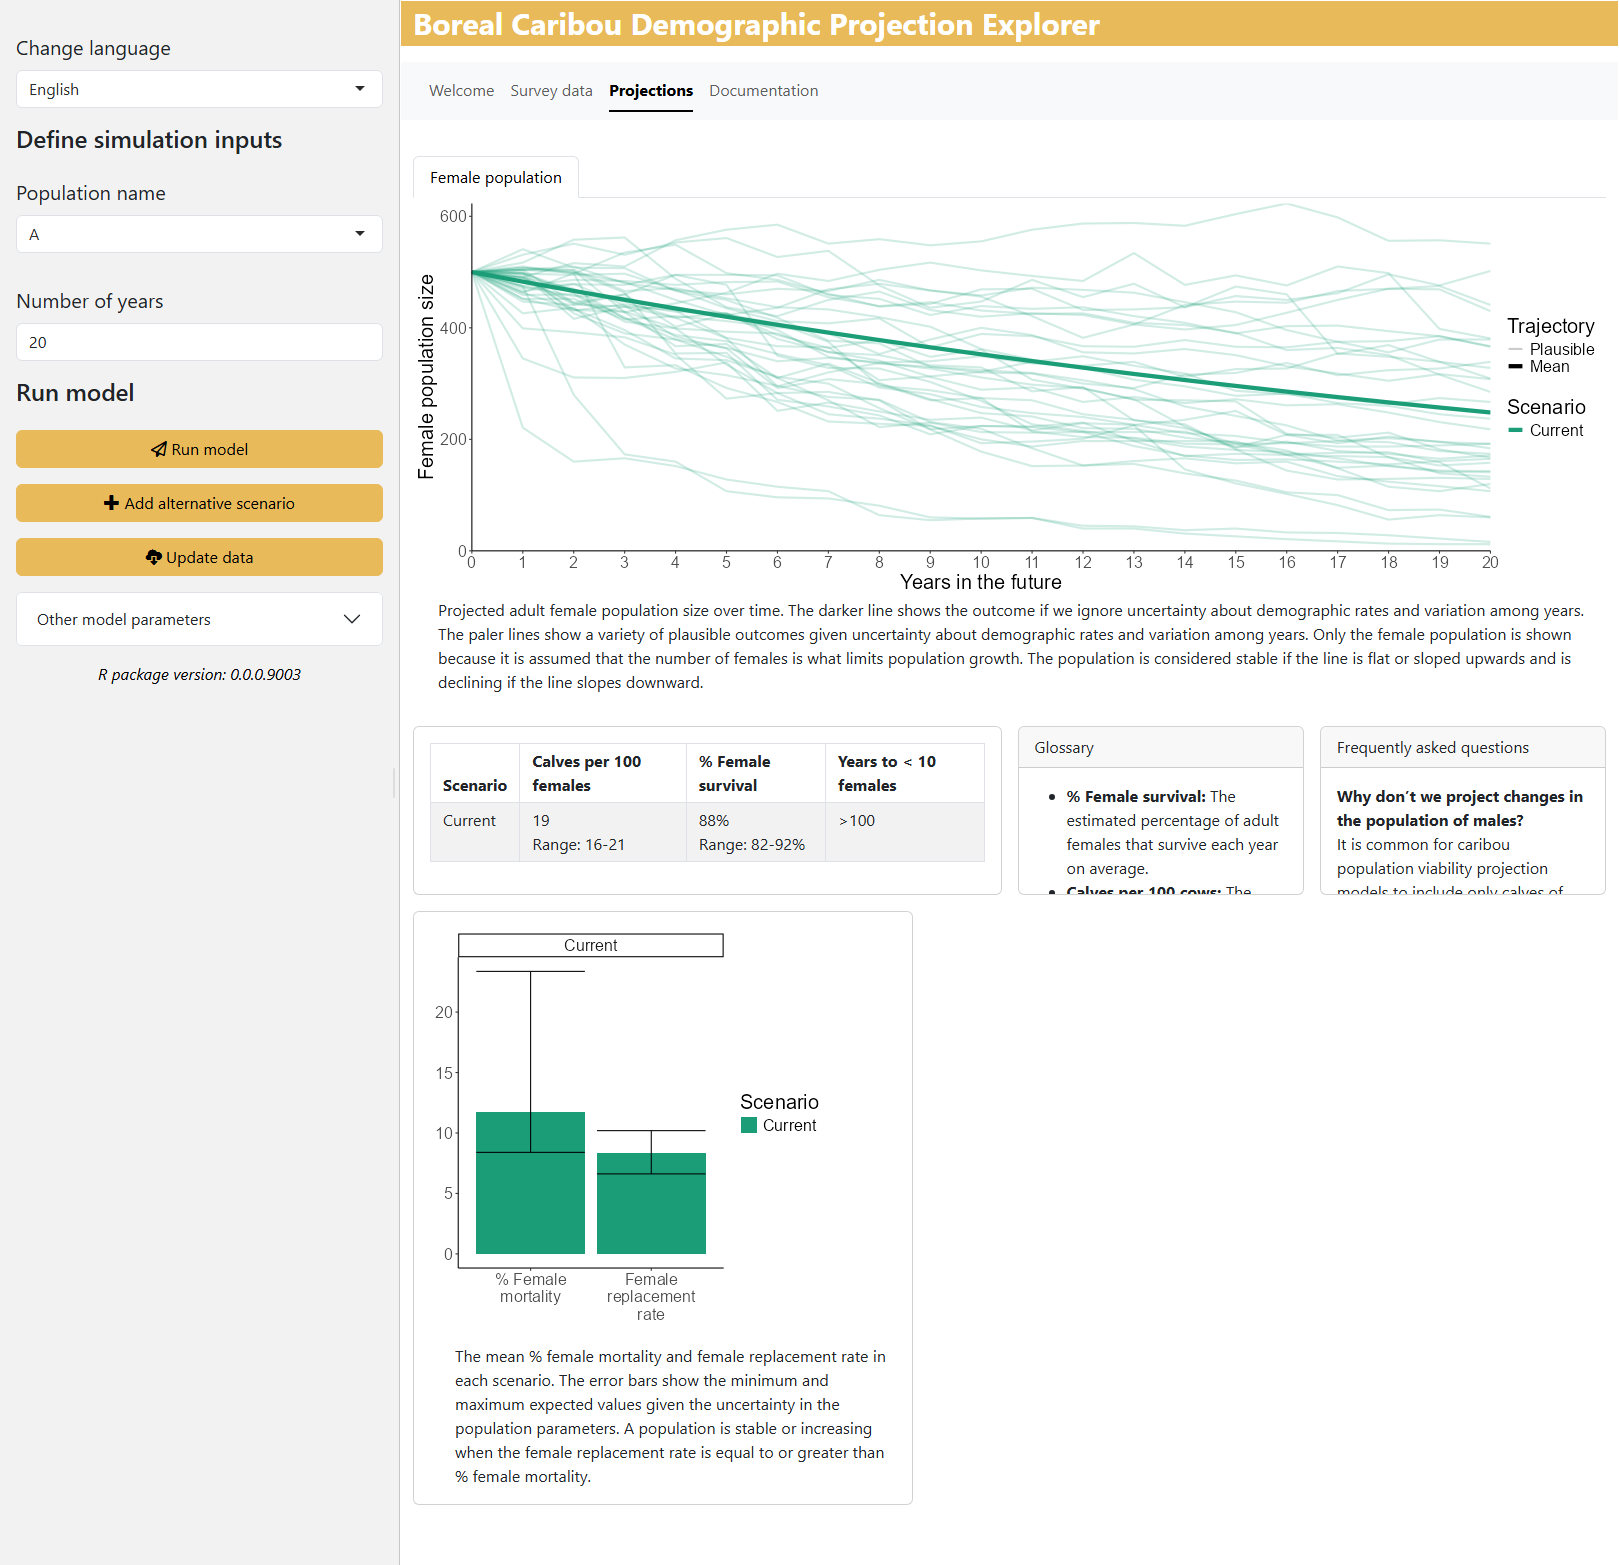 Change language
English
Define simulation inputs
Population name
A
Number of years
20
Run model
Run model
Add alternative scenario
Update data
Other model parameters
R package version: 0.0.0.9003
Boreal Caribou Demographic Projection Explorer
Welcome Survey data Projections Documentation
Female population
Female population size
600
400
200
0
0 1 2 3 4 5 6 7 8 9 10 11 12 13 14 15 16 17 18 19 20
Years in the future
Trajectory
Plausible
Mean
Scenario
Current
Projected adult female population size over time. The darker line shows the outcome if we ignore uncertainty about demographic rates and variation among years.
The paler lines show a variety of plausible outcomes given uncertainty about demographic rates and variation among years. Only the female population is shown
because it is assumed that the number of females is what limits population growth. The population is considered stable if the line is flat or sloped upwards and is
declining if the line slopes downward.
Scenario Calves per 100 females % Female survival Years to < 10 females
Current 19 88% >100
Range: 16-21 Range: 82-92%
Glossary
% Female survival: The
estimated percentage of adult
females that survive each year
on average.
Calves per 100 cows: The
Frequently asked questions
Why don't we project changes in
the population of males?
It is common for caribou
population viability projection
models to include only calves of
Current
20
15
10
5
0
% Female
mortality
Female
replacement
rate
Scenario
Current
The mean % female mortality and female replacement rate in
each scenario. The error bars show the minimum and
maximum expected values given the uncertainty in the
population parameters. A population is stable or increasing
when the female replacement rate is equal to or greater than
% female mortality.